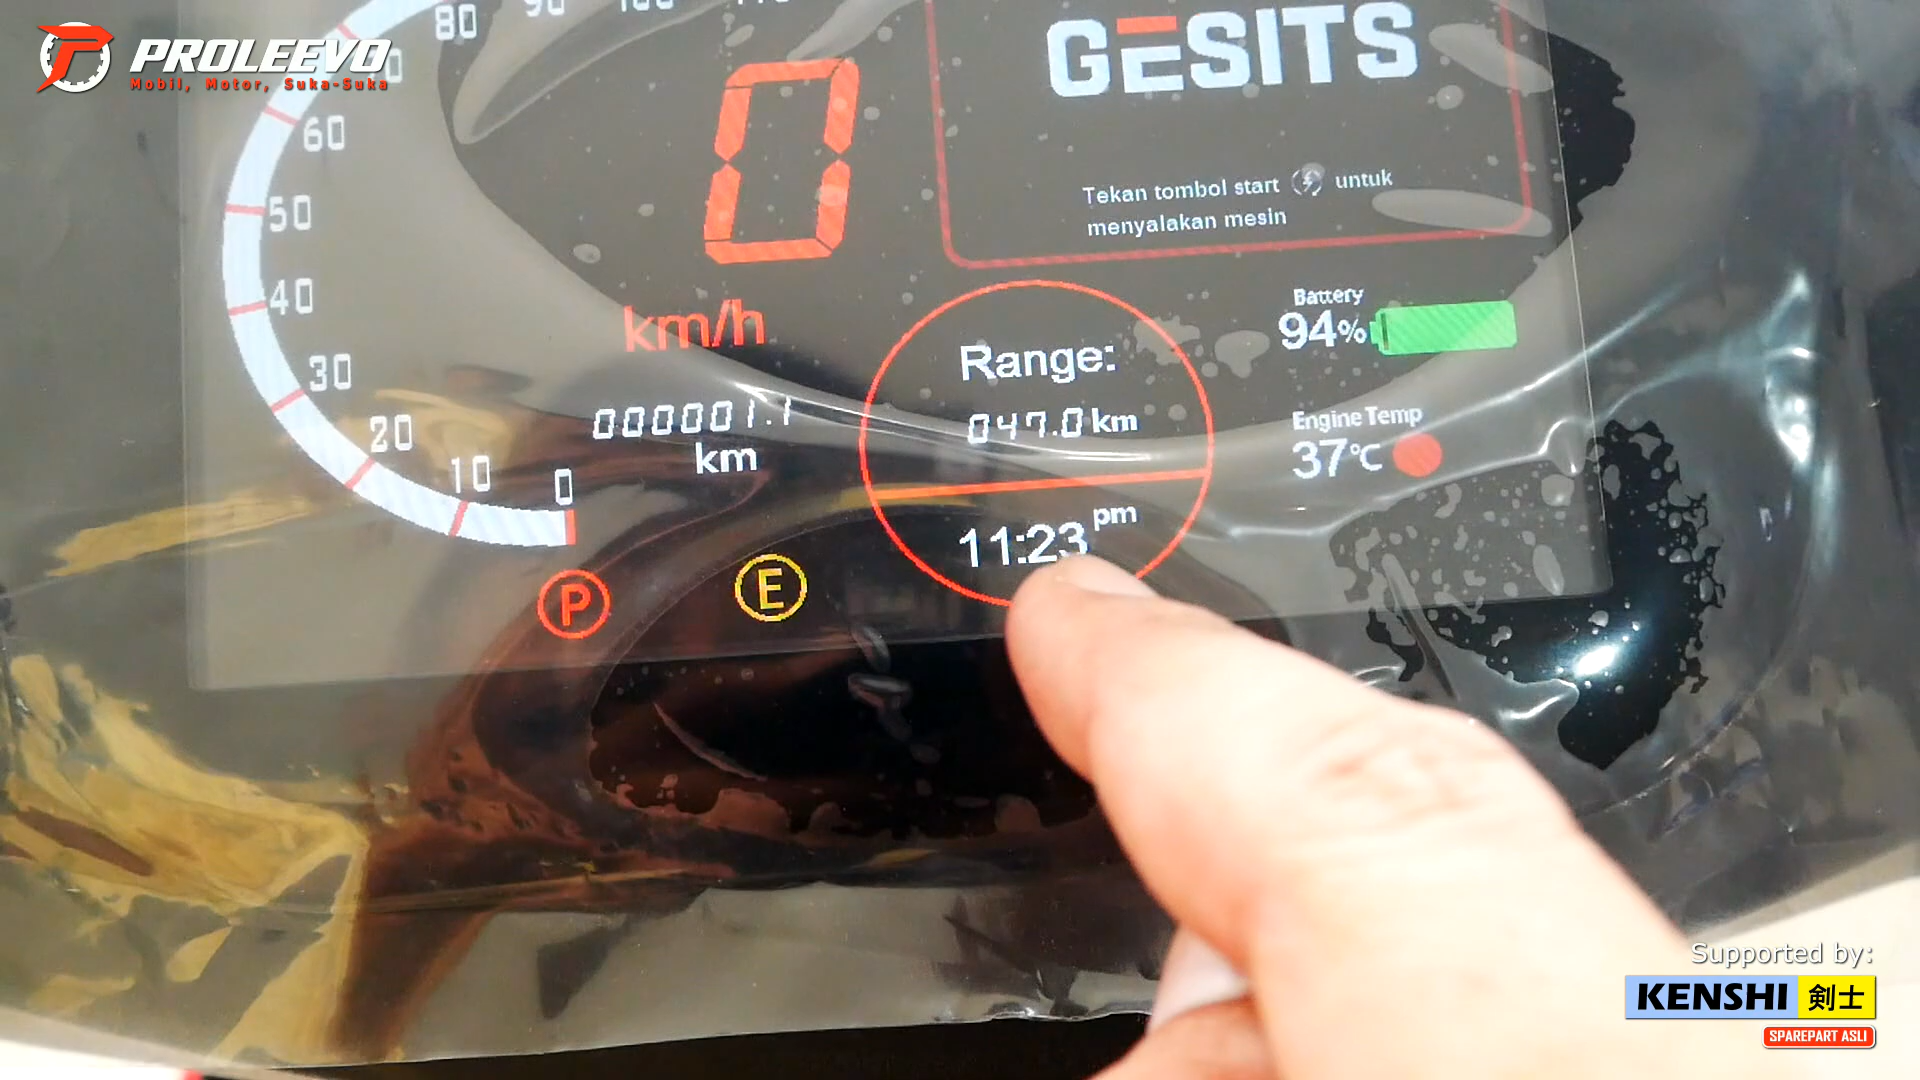 PROLEEVO
Mobil, Motor, Suka-Suka
80
60
50
40
30
20
10
0
0
km/h
000001.1
km
P
E
GESITS
Tekan tombol start untuk
menyalakan mesin
Range:
047.0 km
11:23 pm
Battery
94%
Engine Temp
37°C
Supported by:
KENSHI 剣士
SPAREPART ASLI